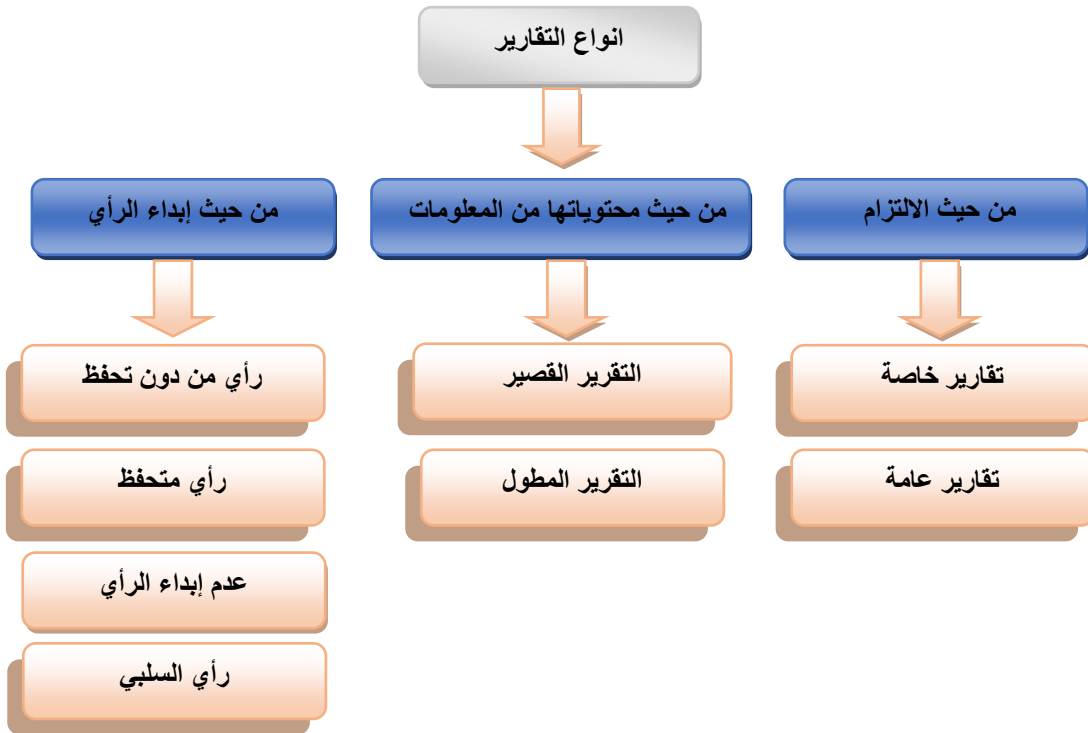 انواع التقارير
من حيث الالتزام
من حيث محتوياتها من المعلومات
من حيث إبداء الرأي
تقارير خاصة
التقرير القصير
رأي من دون تحفظ
تقارير عامة
التقرير المطول
رأي متحفظ
عدم إبداء الرأي
رأي السلبي